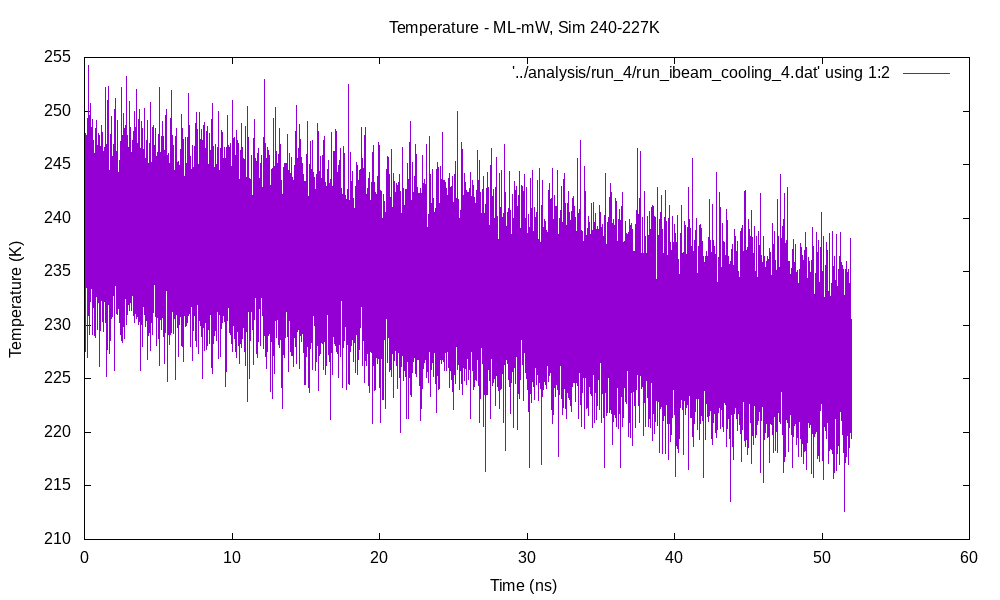 Temperature - ML-mW, Sim 240-227K
'../analysis/run_4/run_ibeam_cooling_4.dat' using 1:2
Temperature (K)
255
250
245
240
235
230
225
220
215
210
0 10 20 30 40 50 60
Time (ns)